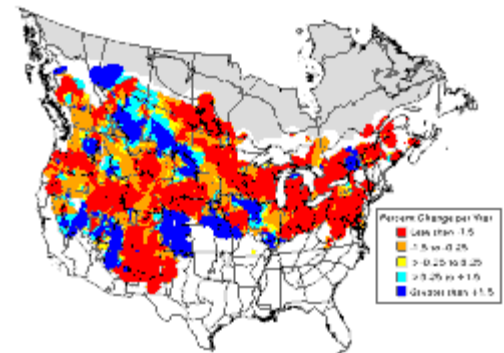 Percent Change per Year
Less than -1.5
-1.5 to -0.25
> -0.25 to 0.25
> 0.25 to +1.5
Greater than +1.5